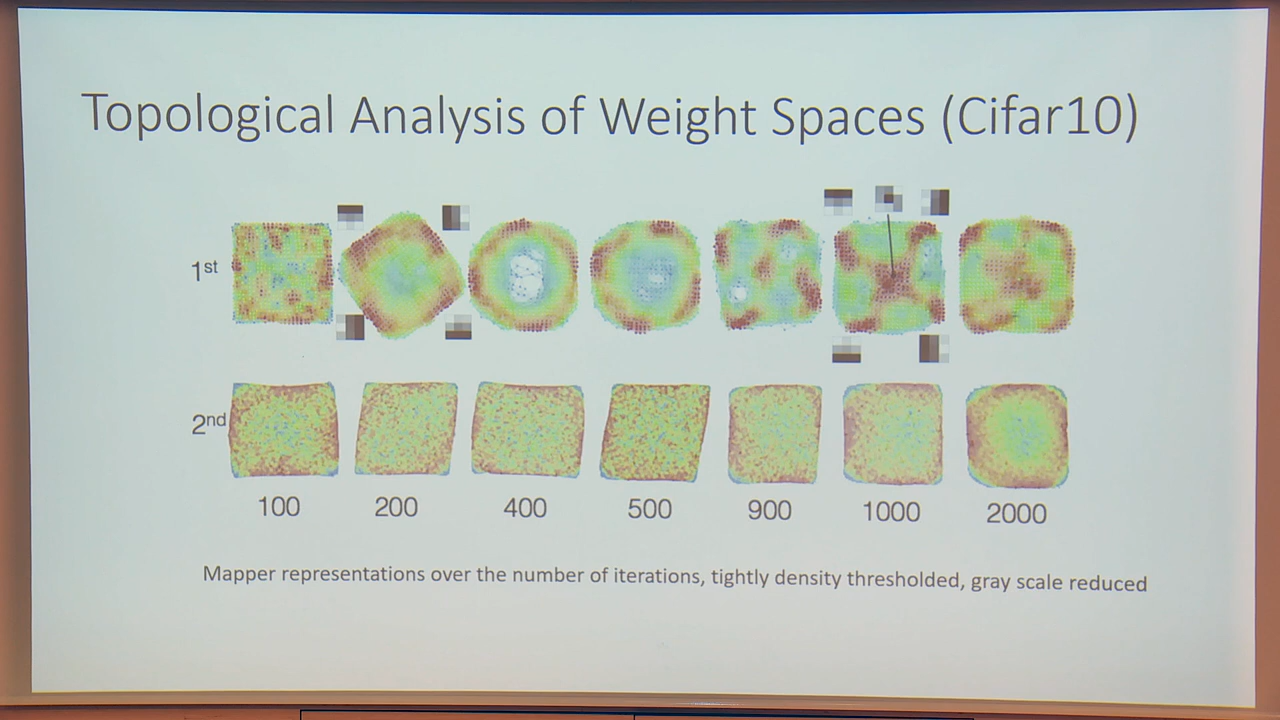 Topological Analysis of Weight Spaces (Cifar10)
1st
2nd
100 200 400 500 900 1000 2000
Mapper representations over the number of iterations, tightly density thresholded, gray scale reduced